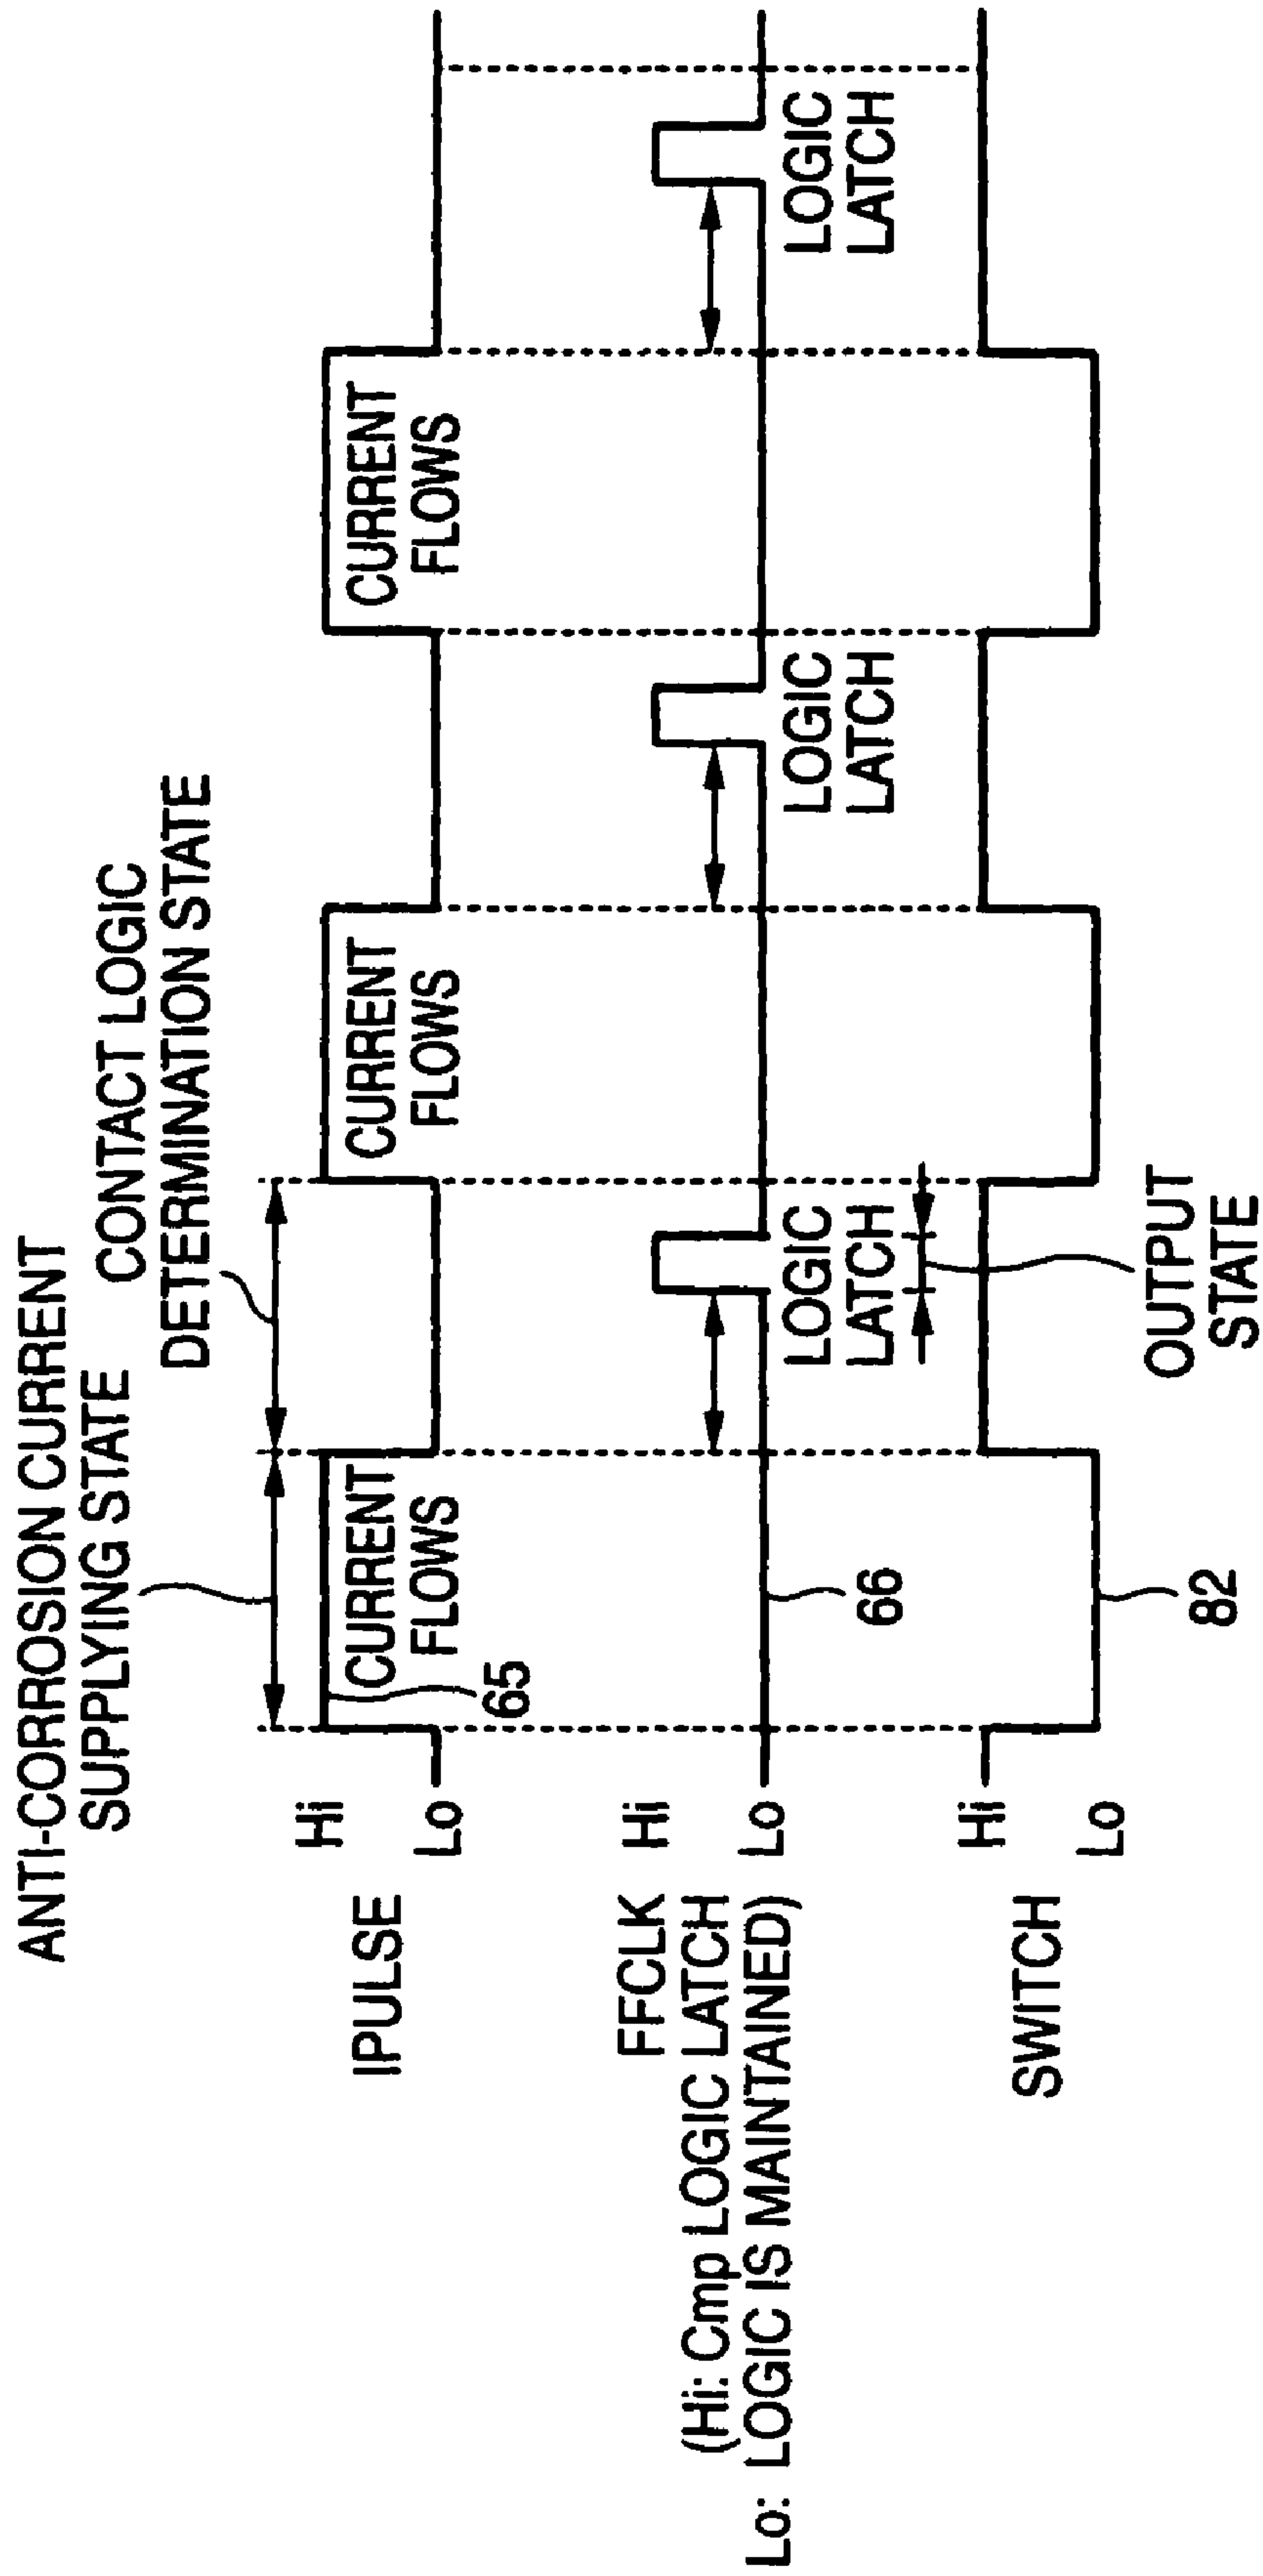 ANTI-CORROSION CURRENT
SUPPLYING STATE
CONTACT LOGIC
DETERMINATION STATE
IPULSE
Hi
Lo
65
CURRENT
FLOWS
CURRENT
FLOWS
CURRENT
FLOWS
FFCLK
(Hi: Cmp LOGIC LATCH
Lo: LOGIC IS MAINTAINED)
Hi
Lo
66
LOGIC
LATCH
LOGIC
LATCH
LOGIC
LATCH
SWITCH
Hi
Lo
82
OUTPUT
STATE